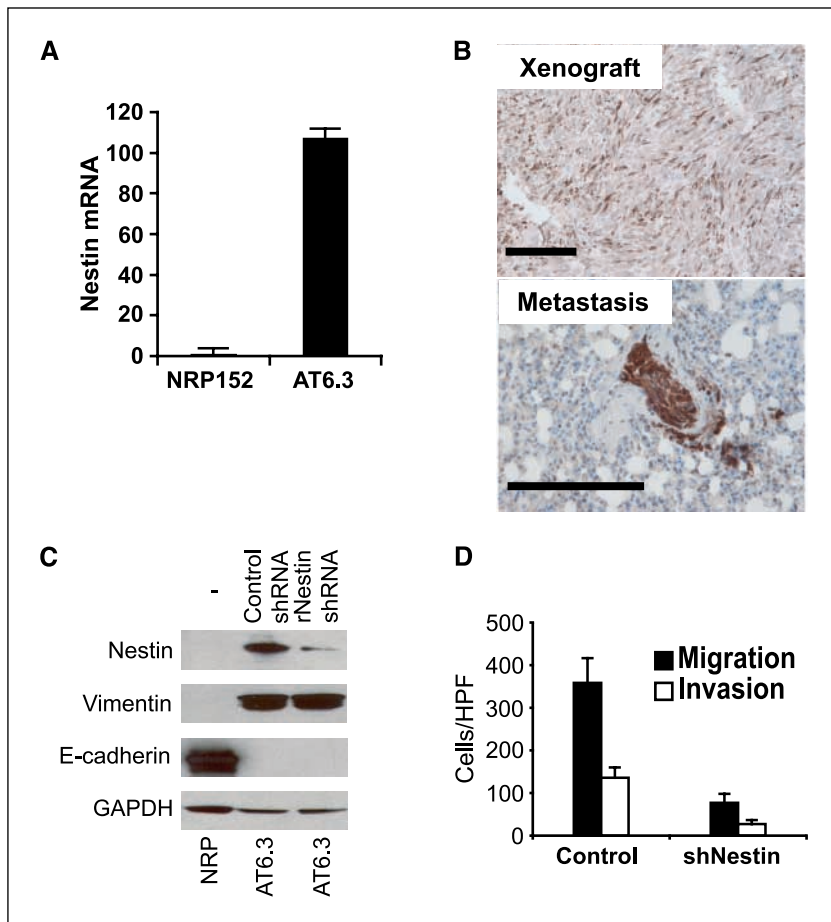 A
Nestin mRNA
120
100
80
60
40
20
0
NRP152 AT6.3
B
Xenograft
Metastasis
C
-
Control
shRNA
rNestin
shRNA
Nestin
Vimentin
E-cadherin
GAPDH
NRP
AT6.3
AT6.3
D
Cells/HPF
500
400
300
200
100
0
Migration
Invasion
Control shNestin